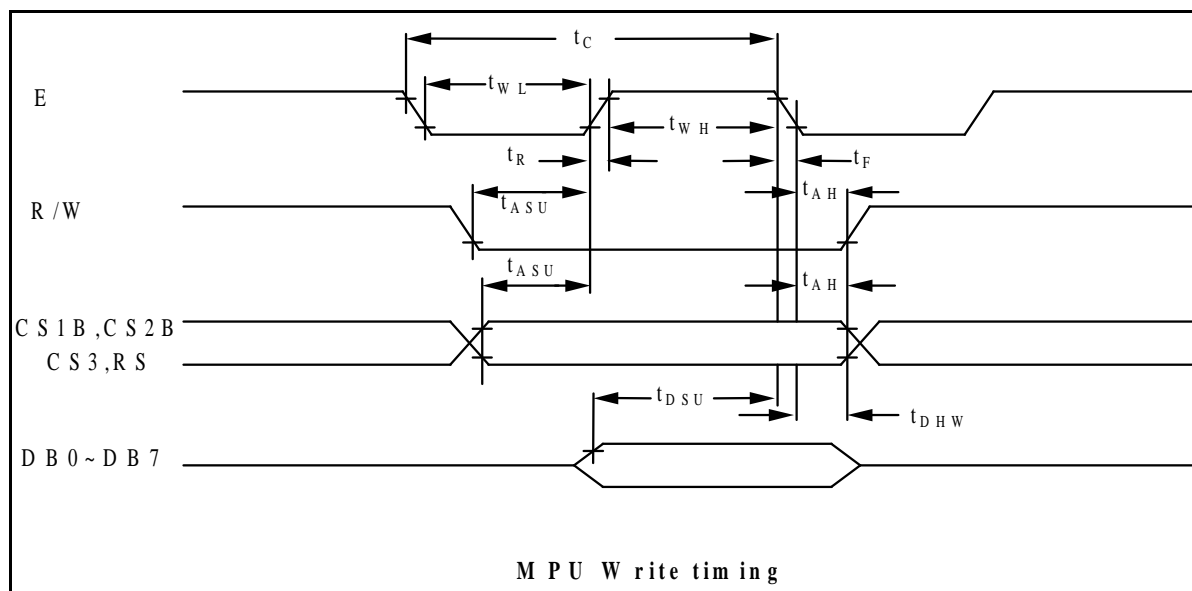 tC
tWL
E
tWH
tR
tF
tAH
R/W
tASU
tASU
tAH
CS1B,CS2B
CS3,RS
tDSU
tDHW
DB0~DB7
MPU Write timing